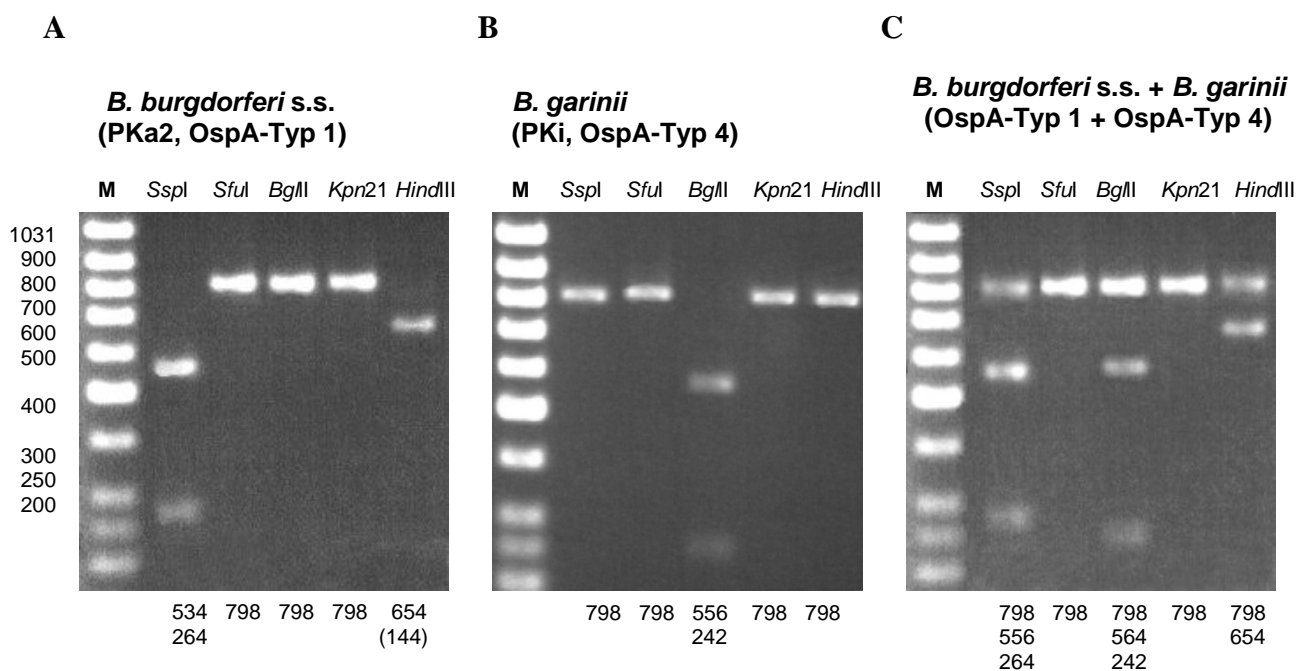 A
B
C
B. burgdorferi s.s.
(PKa2, OspA-Typ 1)
B. garinii
(PKi, OspA-Typ 4)
B. burgdorferi s.s. + B. garinii
(OspA-Typ 1 + OspA-Typ 4)
M SspI SfuI BglII Kpn21 HindIII
M SspI SfuI BglII Kpn21 HindIII
M SspI SfuI BglII Kpn21 HindIII
1031
900
800
700
600
500
400
300
250
200
534 798 798 798 654
264 (144)
798 798 556 798 798
242
798 798 798 798 798
556 564 654
264 242